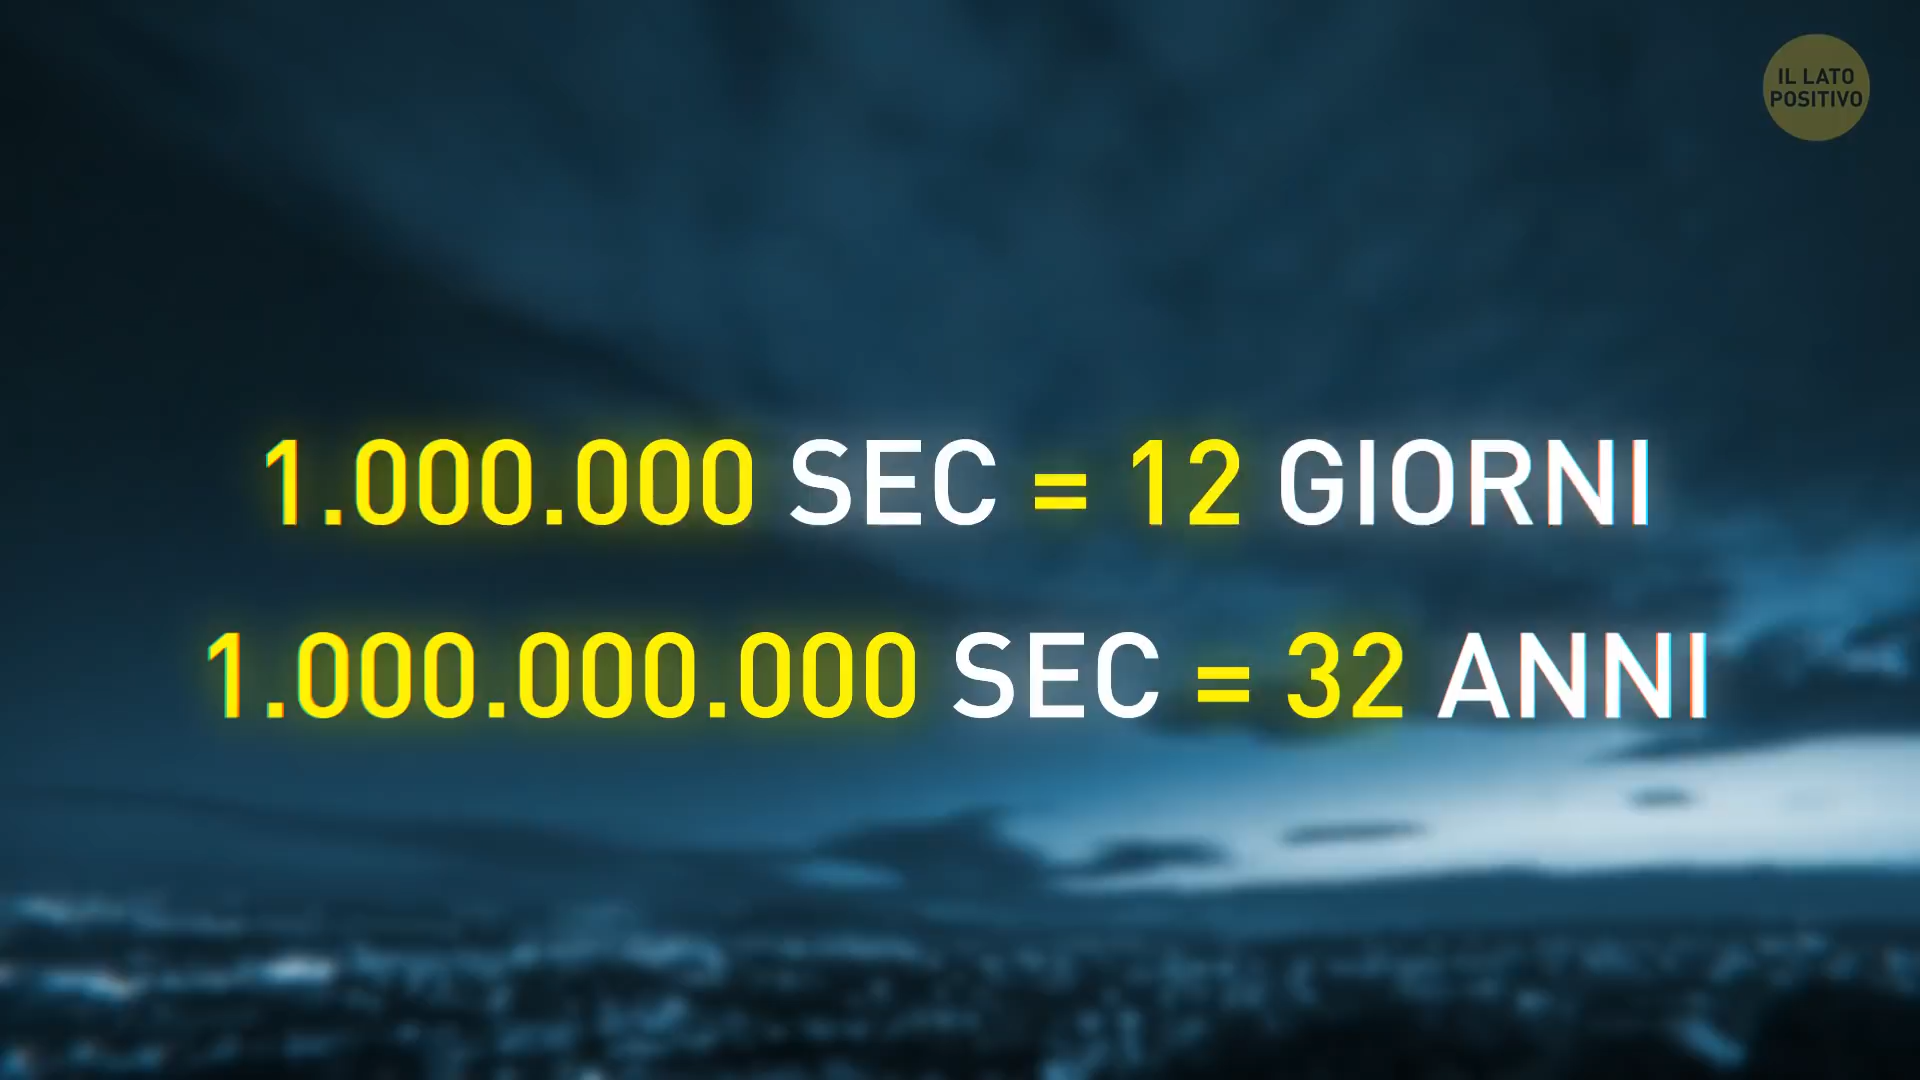 IL LATO
POSITIVO
1.000.000 SEC = 12 GIORNI
1.000.000.000 SEC = 32 ANNI